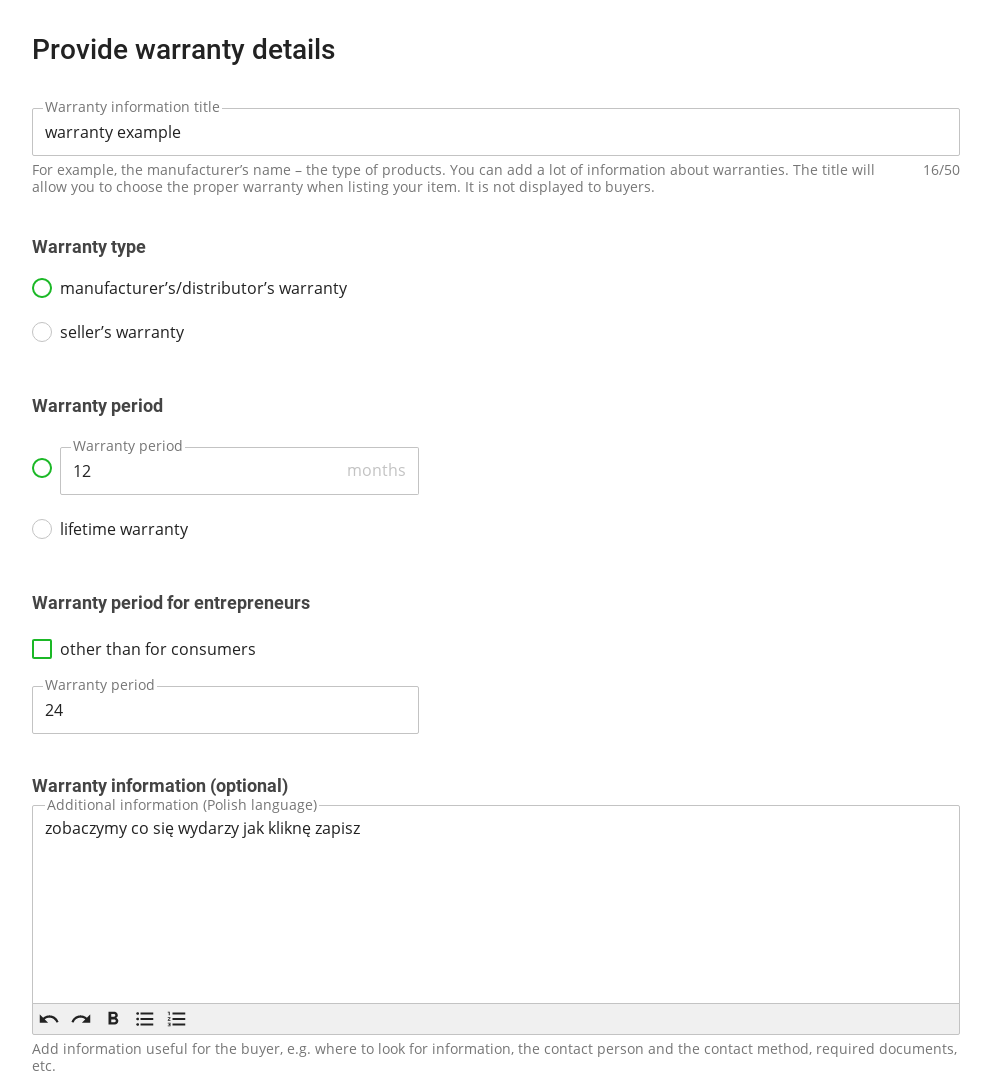 Provide warranty details
Warranty information title
warranty example
For example, the manufacturer’s name – the type of products. You can add a lot of information about warranties. The title will
allow you to choose the proper warranty when listing your item. It is not displayed to buyers.
16/50
Warranty type
manufacturer’s/distributor’s warranty
seller’s warranty
Warranty period
Warranty period
12
months
lifetime warranty
Warranty period for entrepreneurs
other than for consumers
Warranty period
24
Warranty information (optional)
Additional information (Polish language)
zobaczymy co się wydarzy jak kliknę zapisz
B
Add information useful for the buyer, e.g. where to look for information, the contact person and the contact method, required documents,
etc.